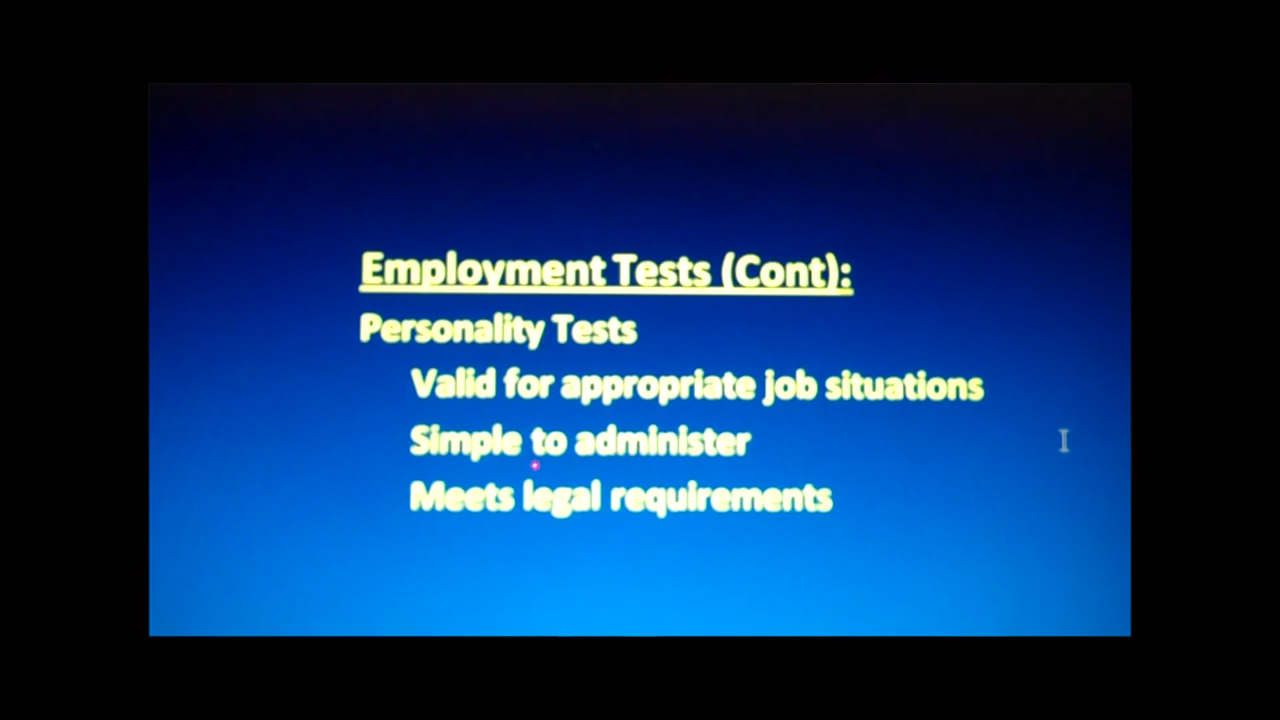 Employment Tests (Cont):
Personality Tests
Valid for appropriate job situations
Simple to administer
Meets legal requirements